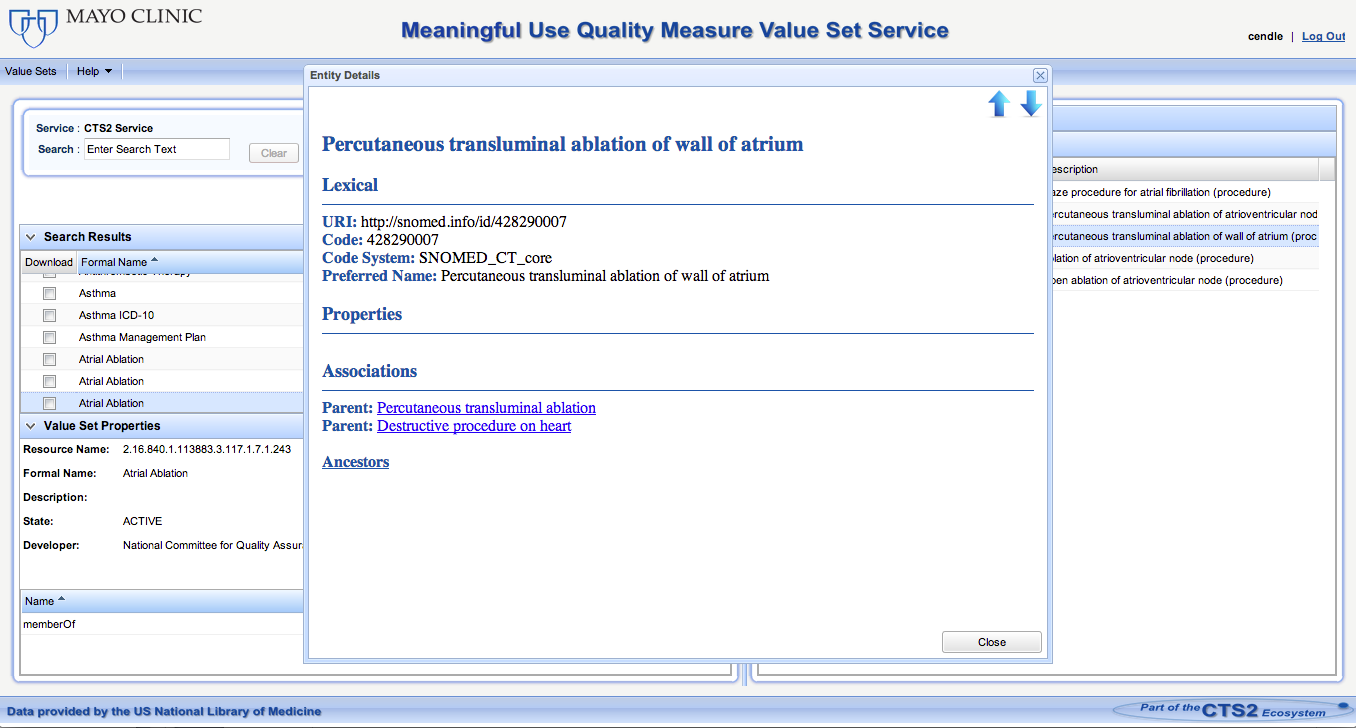 MAYO CLINIC
Meaningful Use Quality Measure Value Set Service
cendle | Log Out
Value Sets Help
Entity Details
Service : CTS2 Service
Search : Enter Search Text
Clear
Percutaneous transluminal ablation of wall of atrium
Lexical
URI: http://snomed.info/id/428290007
Code: 428290007
Code System: SNOMED_CT_core
Preferred Name: Percutaneous transluminal ablation of wall of atrium
Properties
Associations
Parent: Percutaneous transluminal ablation
Parent: Destructive procedure on heart
Ancestors
Close
Search Results
Download Formal Name
Asthma
Asthma ICD-10
Asthma Management Plan
Atrial Ablation
Atrial Ablation
Atrial Ablation
Value Set Properties
Resource Name: 2.16.840.1.113883.3.117.1.7.1.243
Formal Name: Atrial Ablation
Description:
State: ACTIVE
Developer: National Committee for Quality Assur
Name
memberOf
escription
aze procedure for atrial fibrillation (procedure)
rcutaneous transluminal ablation of atrioventricular nod
rcutaneous transluminal ablation of wall of atrium (proc
lation of atrioventricular node (procedure)
en ablation of atrioventricular node (procedure)
Data provided by the US National Library of Medicine
Part of the CTS2 Ecosystem